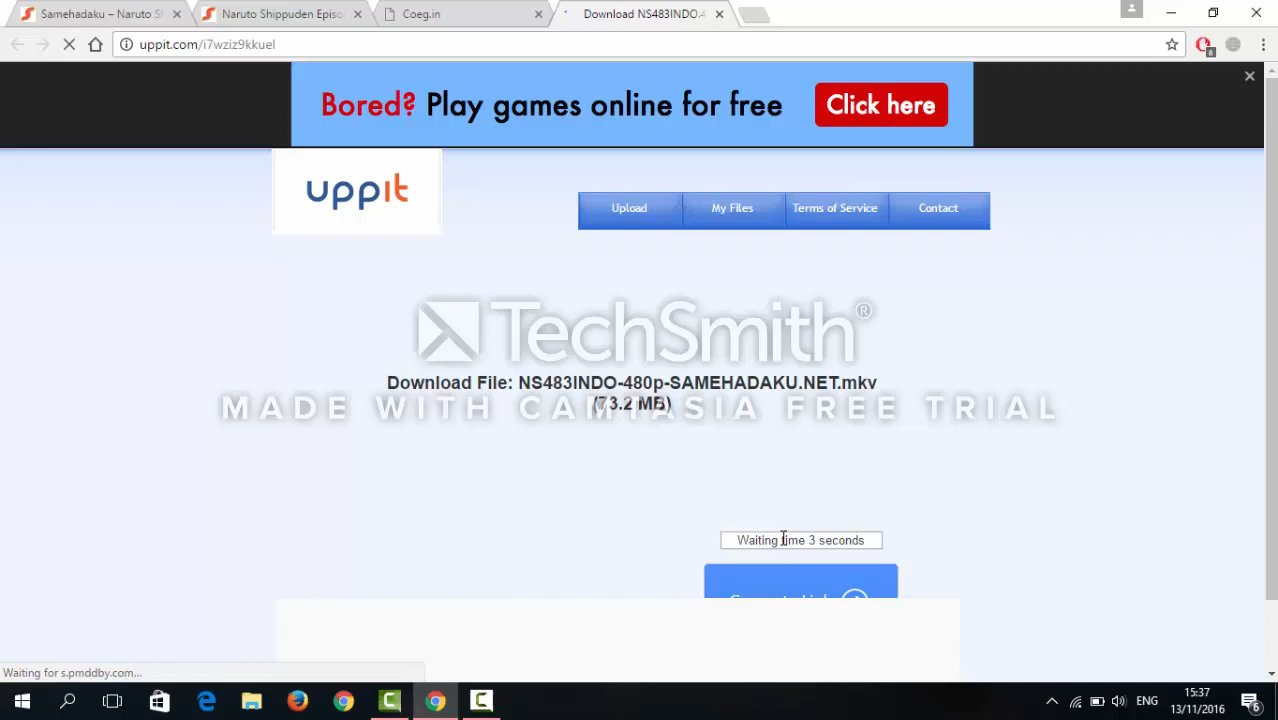 Samehadaku – Naruto S
Naruto Shippuden Episo
Coeg.in
Download NS483INDO-4
uppit.com/i7wziz9kkuel
8
Bored? Play games online for free
Click here
uppit
Upload
My Files
Terms of Service
Contact
TechSmith®
Download File: NS483INDO-480p-SAMEHADAKU.NET.mkv
(73.2 MB)
MADE WITH CAMTASIA FREE TRIAL
Waiting time 3 seconds
Waiting for s.pmddby.com...
ENG
15:37
13/11/2016
6